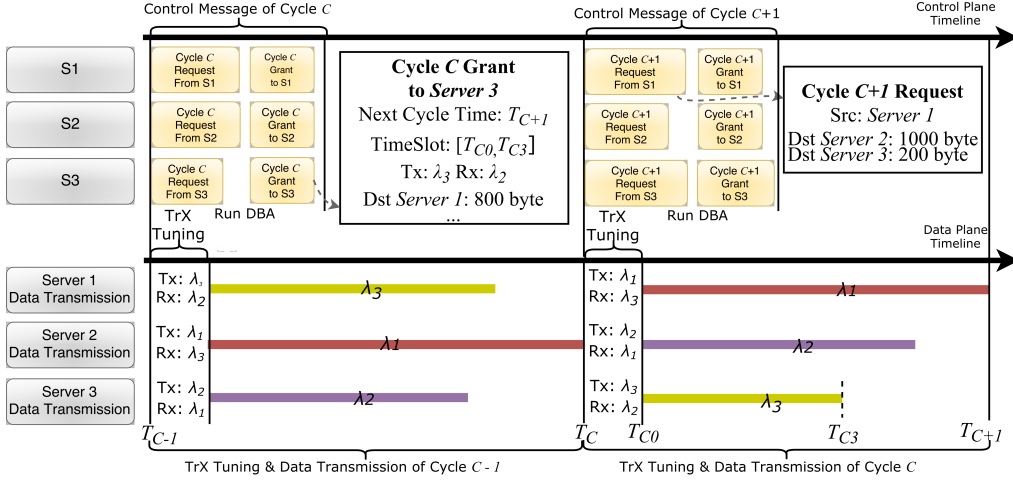 Control Message of Cycle C
Control Message of Cycle C+1
Control Plane
Timeline
S1
Cycle C
Request
From S1
Cycle C
Grant
to S1
Cycle C+1
Request
From S1
Cycle C+1
Grant
to S1
S2
Cycle C
Request
From S2
Cycle C
Grant
to S2
Cycle C+1
Request
From S2
Cycle C+1
Grant
to S2
S3
Cycle C
Request
From S3
Cycle C
Grant
to S3
Cycle C+1
Request
From S3
Cycle C+1
Grant
to S3
Cycle C Grant
to Server 3
Next Cycle Time: T_{C+1}
TimeSlot: [T_{C0},T_{C3}]
Tx: λ3 Rx: λ2
Dst Server 1: 800 byte
...
Cycle C+1 Request
Src: Server 1
Dst Server 2: 1000 byte
Dst Server 3: 200 byte
TrX
Tuning
Run DBA
TrX
Tuning
Run DBA
Data Plane
Timeline
Server 1
Data Transmission
Tx: λ3
Rx: λ2
λ3
Tx: λ1
Rx: λ3
λ1
Server 2
Data Transmission
Tx: λ1
Rx: λ3
λ1
Tx: λ2
Rx: λ1
λ2
Server 3
Data Transmission
Tx: λ2
Rx: λ1
λ2
Tx: λ3
Rx: λ2
λ3
T_{C-1}
T_C
T_{C0}
T_{C3}
T_{C+1}
TrX Tuning & Data Transmission of Cycle C - 1
TrX Tuning & Data Transmission of Cycle C